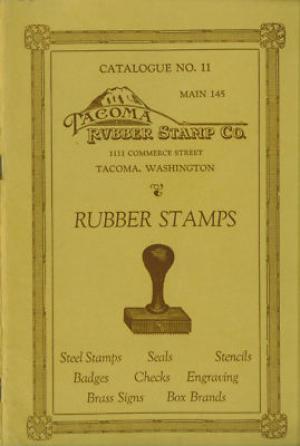 CATALOGUE NO. 11
MAIN 145
TACOMA
RUBBER STAMP CO.
1111 COMMERCE STREET
TACOMA, WASHINGTON
RUBBER STAMPS
Steel Stamps Seals Stencils
Badges Checks Engraving
Brass Signs Box Brands